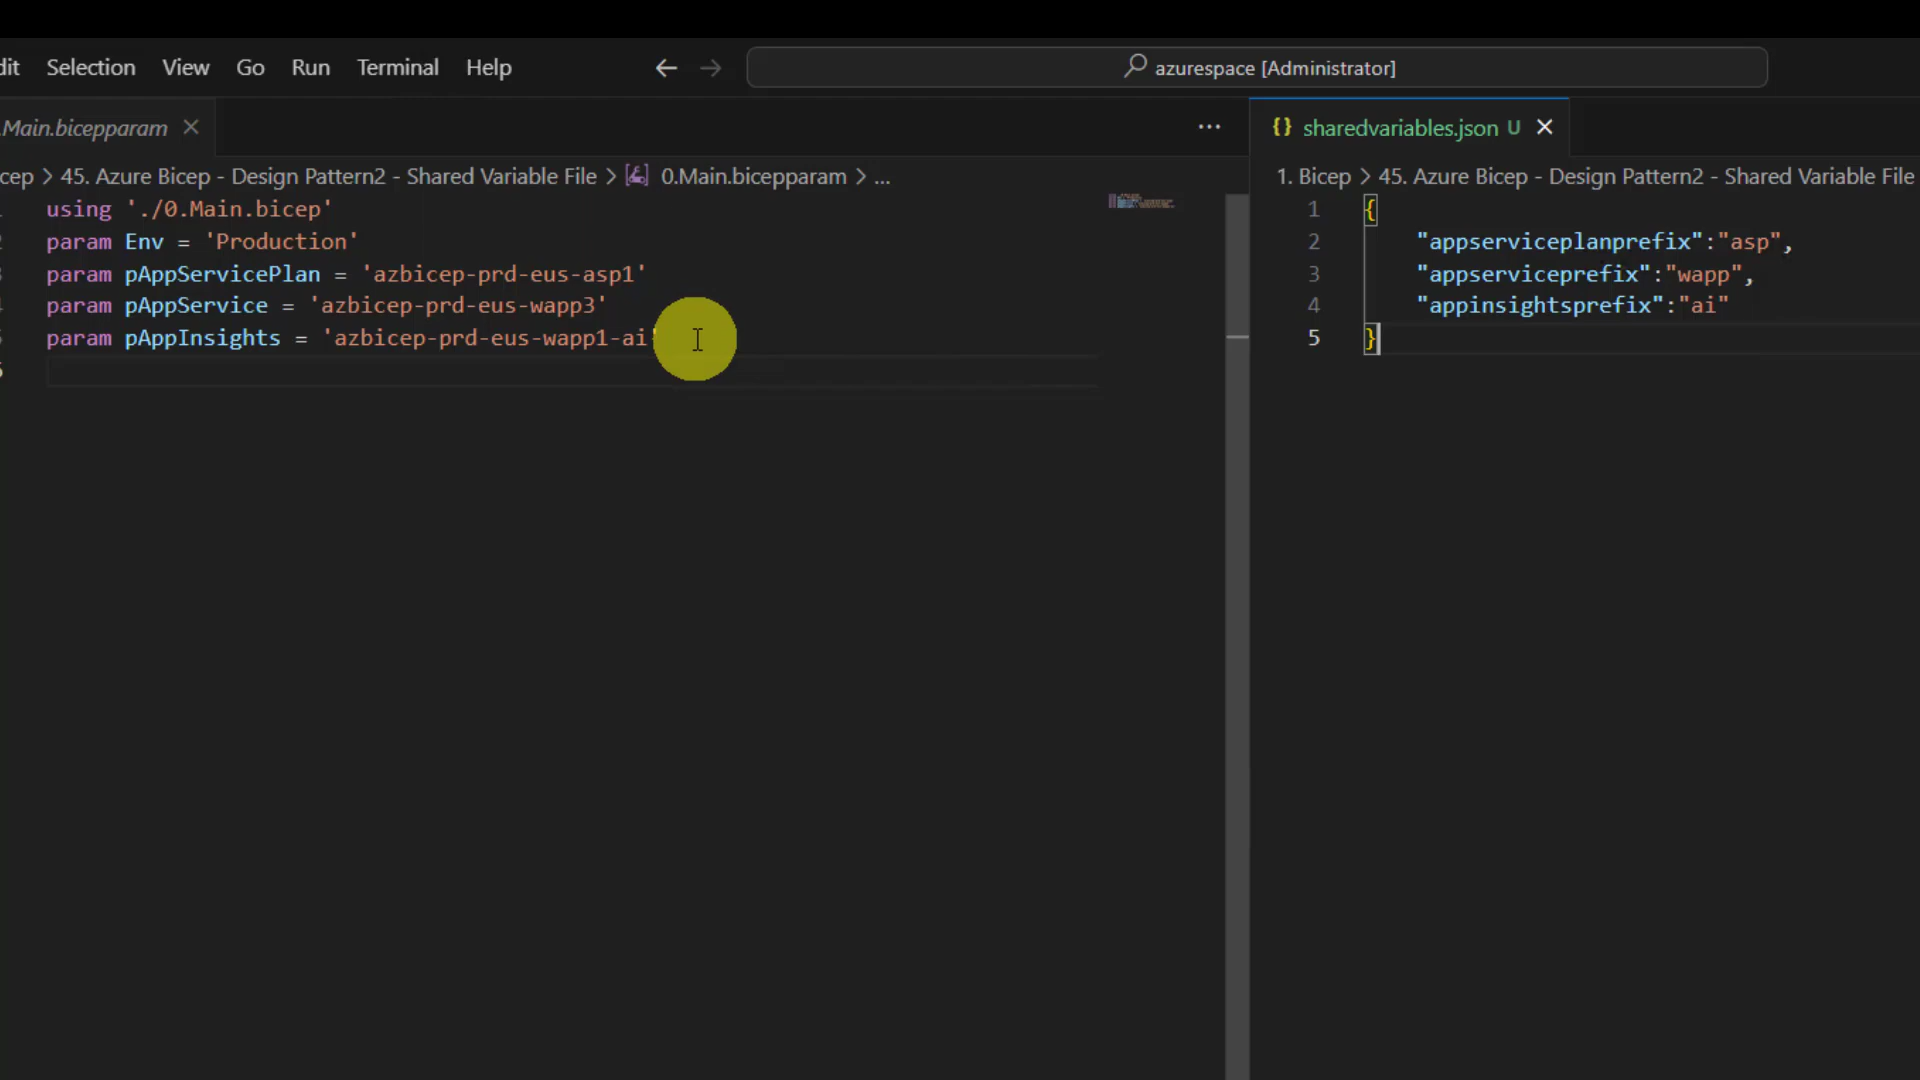 dit Selection View Go Run Terminal Help
azurespace [Administrator]
.Main.bicepparam
sharedvariables.json U
cep > 45. Azure Bicep - Design Pattern2 - Shared Variable File > 0.Main.bicepparam > ...
using './0.Main.bicep'
param Env = 'Production'
param pAppServicePlan = 'azbicep-prd-eus-asp1'
param pAppService = 'azbicep-prd-eus-wapp3'
param pAppInsights = 'azbicep-prd-eus-wapp1-ai'
1. Bicep > 45. Azure Bicep - Design Pattern2 - Shared Variable File
1 {
2 "appserviceplanprefix":"asp",
3 "appserviceprefix":"wapp",
4 "appinsightsprefix":"ai"
5 }